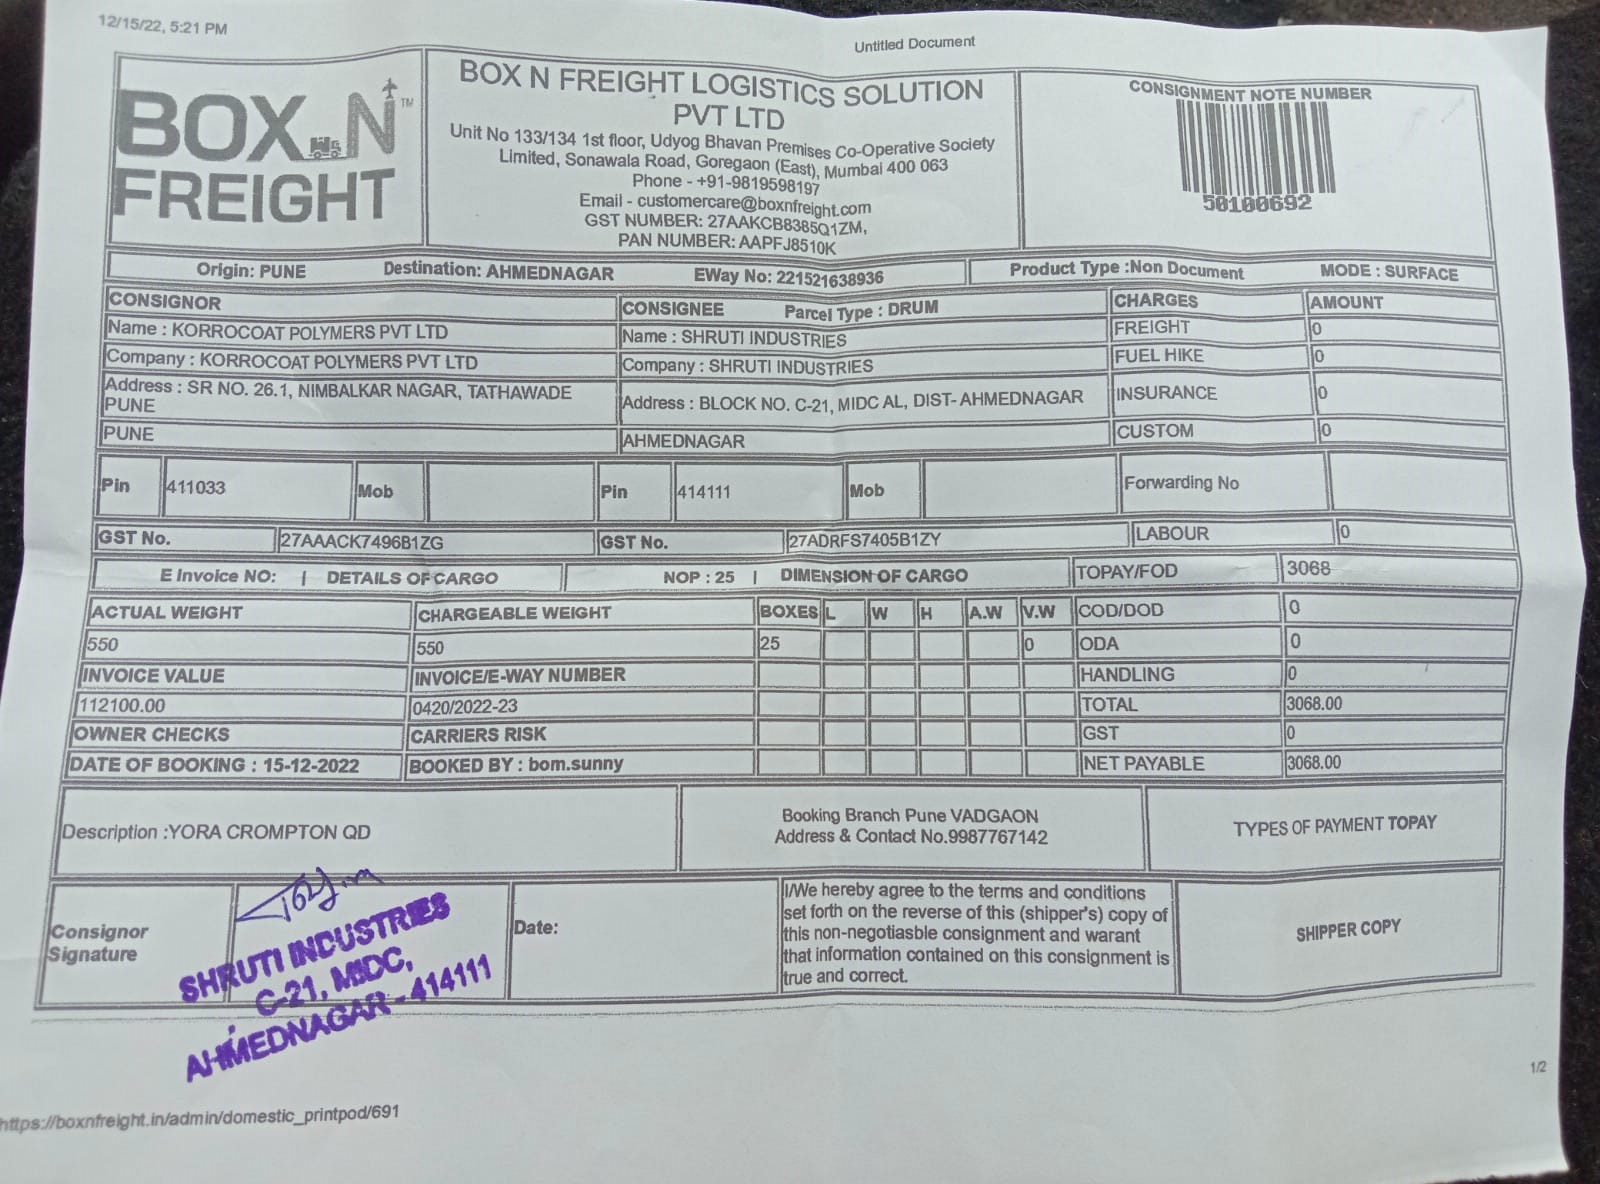 12/15/22, 5:21 PM
Untitled Document
BOX N
TM
FREIGHT
BOX N FREIGHT LOGISTICS SOLUTION
PVT LTD
Unit No 133/134 1st floor, Udyog Bhavan Premises Co-Operative Society
Limited, Sonawala Road, Goregaon (East), Mumbai 400 063
Phone - +91-9819598197
Email - customercare@boxnfreight.com
GST NUMBER: 27AAKCB8385Q1ZM,
PAN NUMBER: AAPFJ8510K
CONSIGNMENT NOTE NUMBER
50100692
Origin: PUNE Destination: AHMEDNAGAR EWay No: 221521638936 Product Type :Non Document MODE : SURFACE
CONSIGNOR CONSIGNEE Parcel Type : DRUM CHARGES AMOUNT
Name : KORROCOAT POLYMERS PVT LTD Name : SHRUTI INDUSTRIES FREIGHT 0
Company : KORROCOAT POLYMERS PVT LTD Company : SHRUTI INDUSTRIES FUEL HIKE 0
Address : SR NO. 26.1, NIMBALKAR NAGAR, TATHAWADE
PUNE
Address : BLOCK NO. C-21, MIDC AL, DIST- AHMEDNAGAR INSURANCE 0
PUNE AHMEDNAGAR CUSTOM 0
Pin 411033 Mob Pin 414111 Mob Forwarding No
GST No. 27AAACK7496B1ZG GST No. 27ADRFS7405B1ZY LABOUR 0
E Invoice NO: | DETAILS OF CARGO NOP : 25 | DIMENSION OF CARGO TOPAY/FOD 3068
ACTUAL WEIGHT CHARGEABLE WEIGHT BOXES L W H A.W V.W COD/DOD 0
550 550 25 0 ODA 0
INVOICE VALUE INVOICE/E-WAY NUMBER HANDLING 0
112100.00 0420/2022-23 TOTAL 3068.00
OWNER CHECKS CARRIERS RISK GST 0
DATE OF BOOKING : 15-12-2022 BOOKED BY : bom.sunny NET PAYABLE 3068.00
Description :YORA CROMPTON QD
Booking Branch Pune VADGAON
Address & Contact No.9987767142
TYPES OF PAYMENT TOPAY
Consignor
Signature
SHRUTI INDUSTRIES
C-21, MIDC,
AHMEDNAGAR - 414111
Date:
I/We hereby agree to the terms and conditions
set forth on the reverse of this (shipper's) copy of
this non-negotiasble consignment and warant
that information contained on this consignment is
true and correct.
SHIPPER COPY
1/2
https://boxnfreight.in/admin/domestic_printpod/691